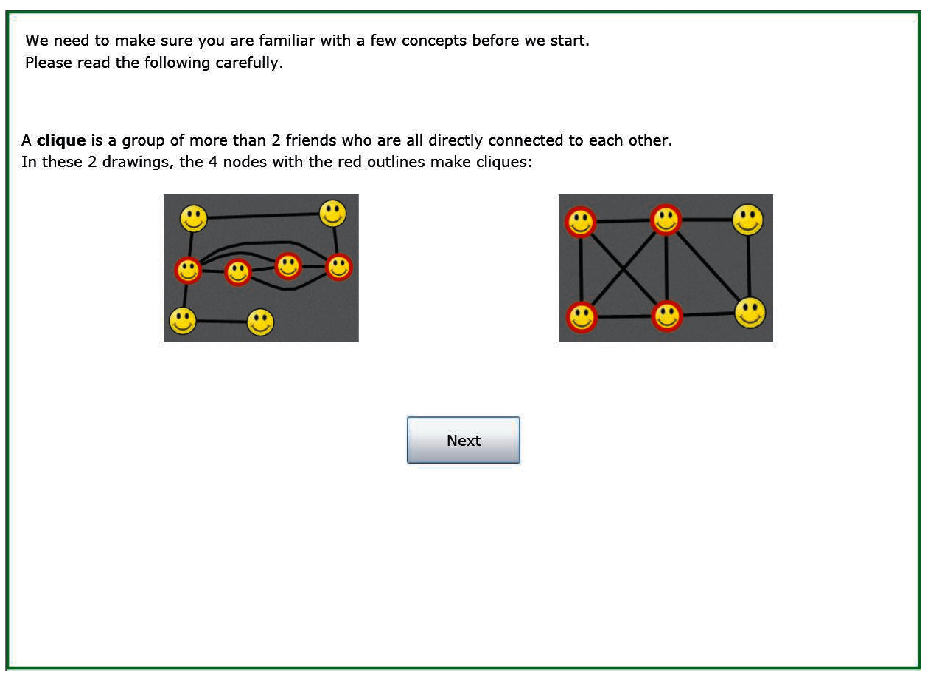 We need to make sure you are familiar with a few concepts before we start.
Please read the following carefully.
A clique is a group of more than 2 friends who are all directly connected to each other.
In these 2 drawings, the 4 nodes with the red outlines make cliques:
Next